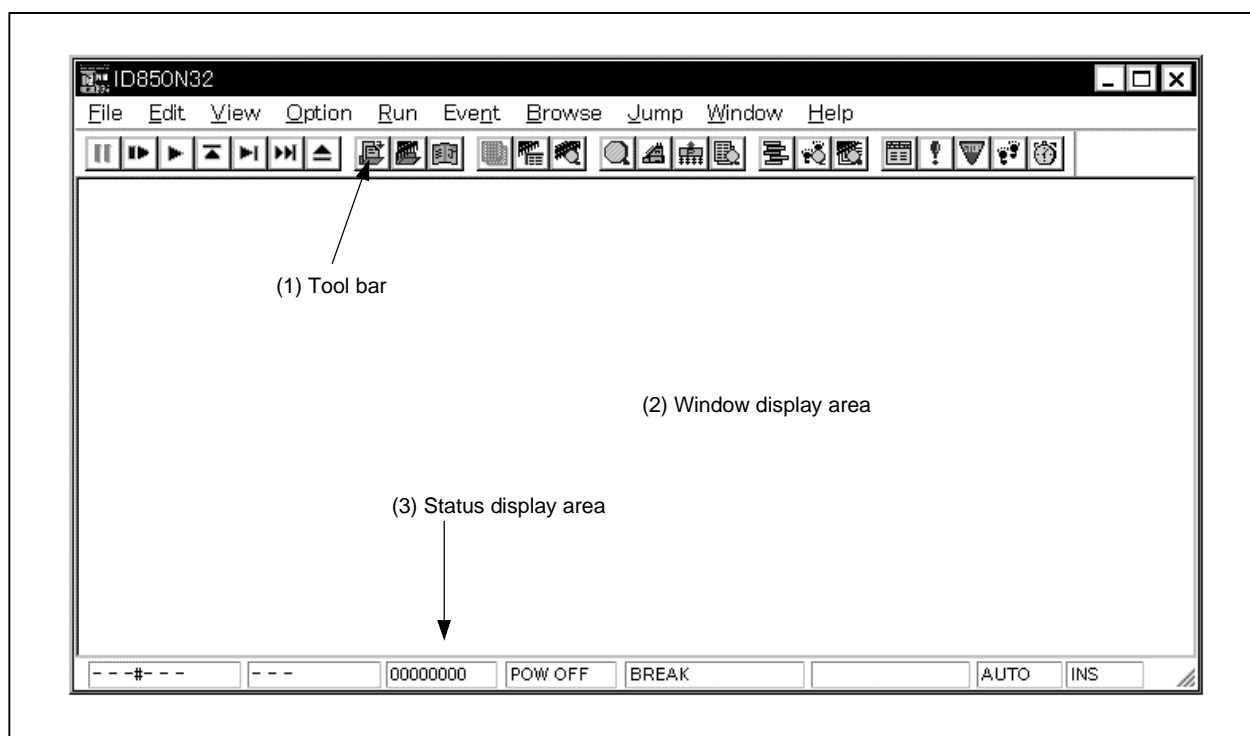 ID850N32
File Edit View Option Run Event Browse Jump Window Help
(1) Tool bar
(2) Window display area
(3) Status display area
- - -#- - - - - - 00000000 POW OFF BREAK AUTO INS